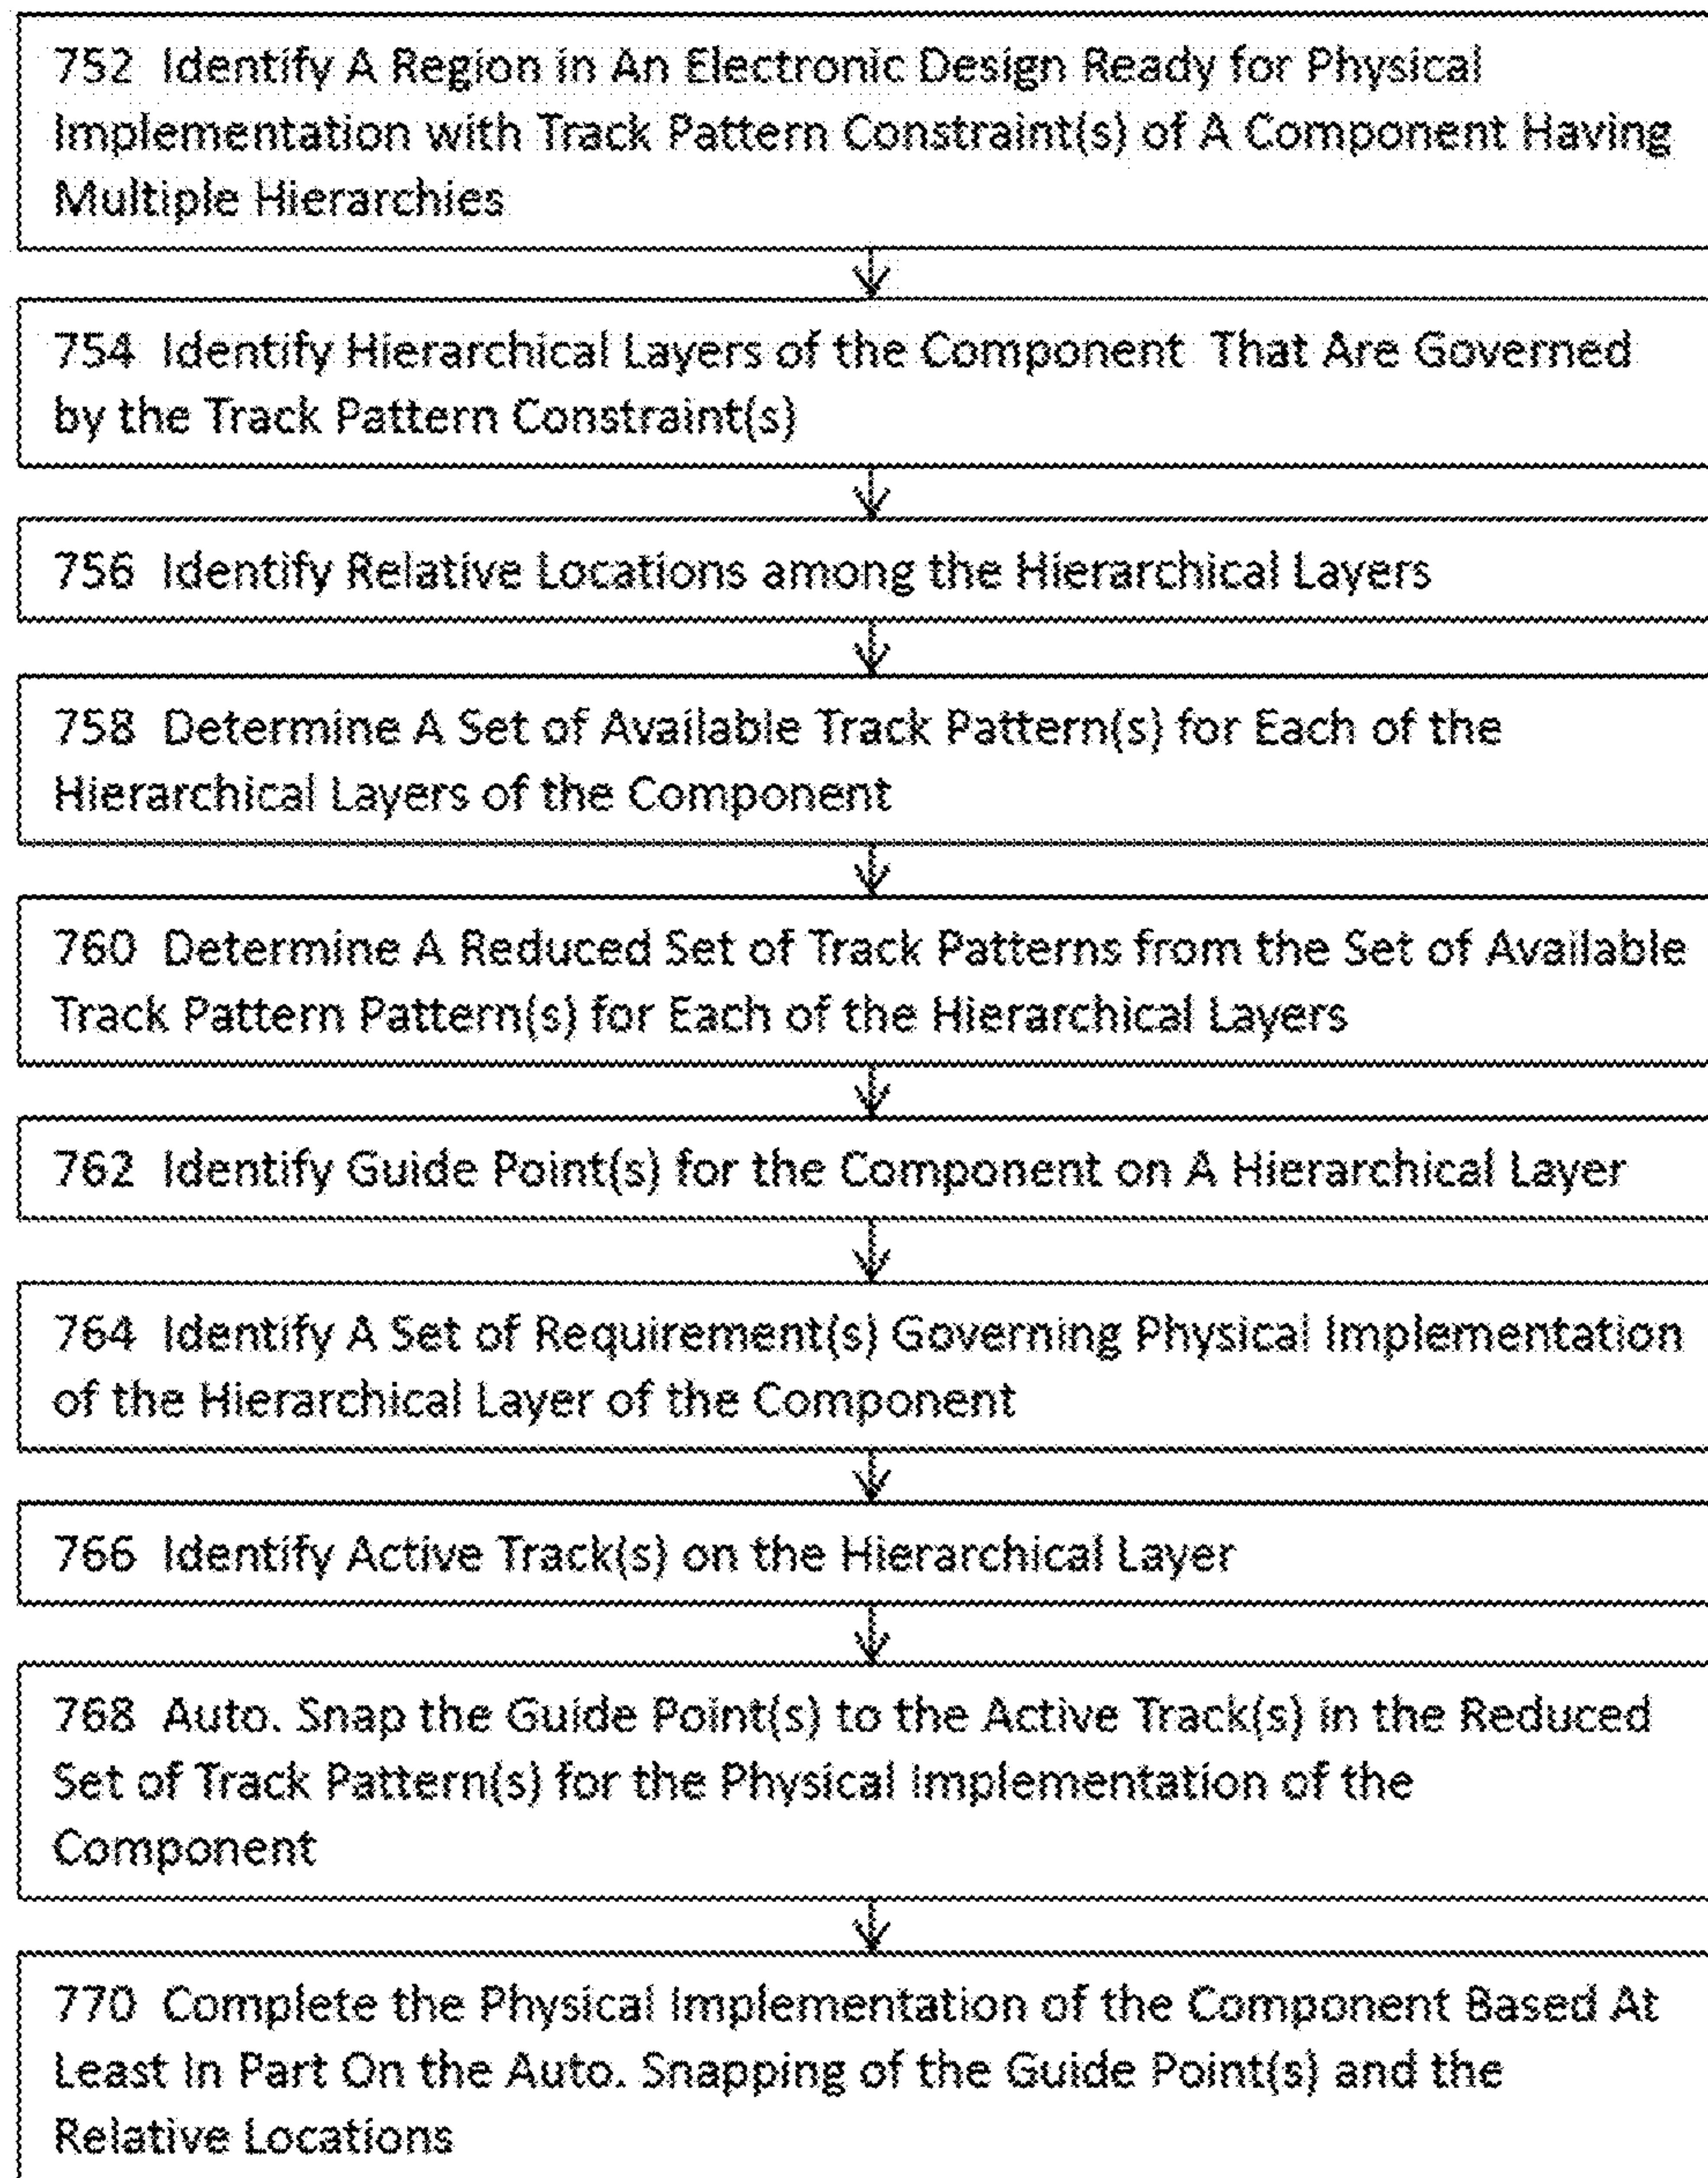 752 Identify A Region in An Electronic Design Ready for Physical
Implementation with Track Pattern Constraint(s) of A Component Having
Multiple Hierarchies
754 Identify Hierarchical Layers of the Component That Are Governed
by the Track Pattern Constraint(s)
756 Identify Relative Locations among the Hierarchical Layers
758 Determine A Set of Available Track Pattern(s) for Each of the
Hierarchical Layers of the Component
760 Determine A Reduced Set of Track Patterns from the Set of Available
Track Pattern Pattern(s) for Each of the Hierarchical Layers
762 Identify Guide Point(s) for the Component on A Hierarchical Layer
764 Identify A Set of Requirement(s) Governing Physical Implementation
of the Hierarchical Layer of the Component
766 Identify Active Track(s) on the Hierarchical Layer
768 Auto. Snap the Guide Point(s) to the Active Track(s) in the Reduced
Set of Track Pattern(s) for the Physical Implementation of the
Component
770 Complete the Physical Implementation of the Component Based At
Least In Part On the Auto. Snapping of the Guide Point(s) and the
Relative Locations